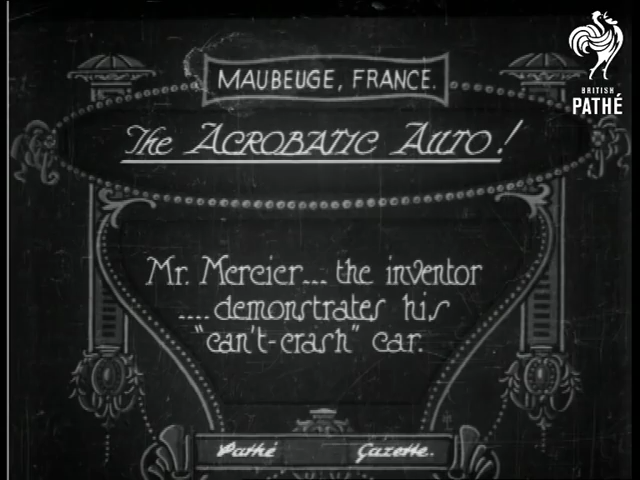 MAUBEUGE, FRANCE.
BRITISH
PATHÉ
The ACROBATIC AUTO!
Mr. Mercier... the inventor
....demonstrates his
"can't-crash" car.
Pathé Gazette.